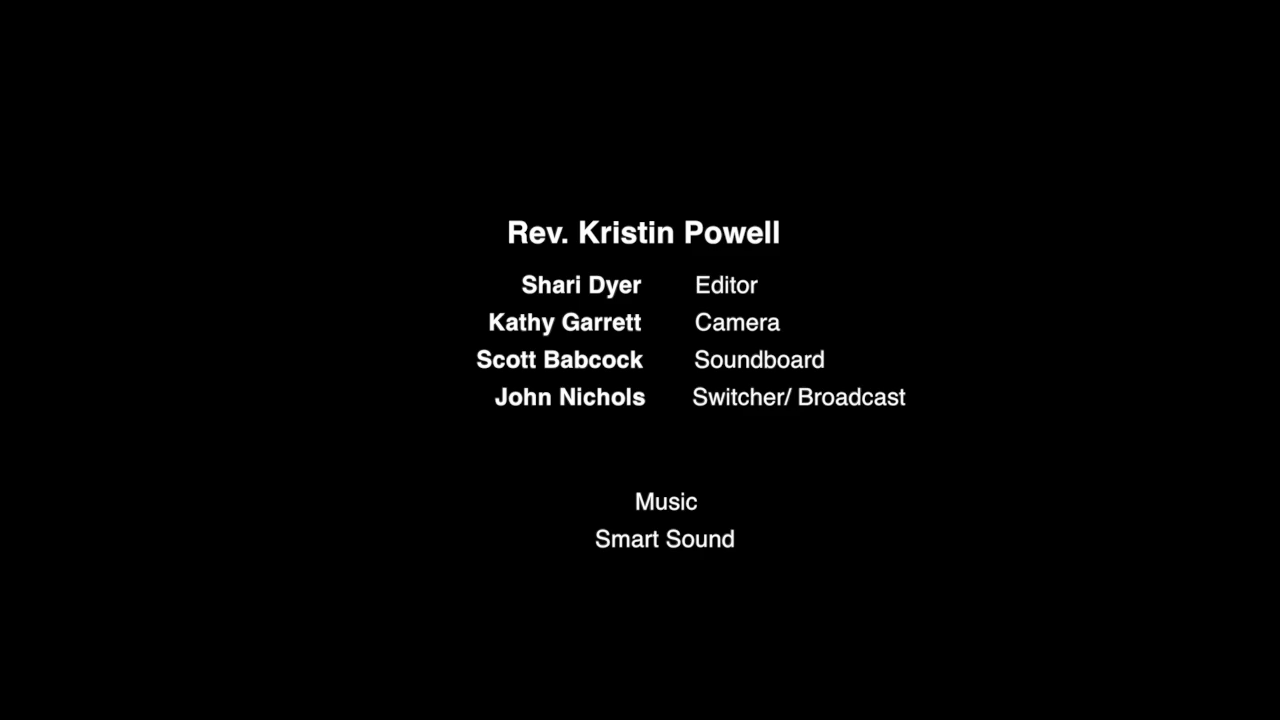 Rev. Kristin Powell
Shari Dyer Editor
Kathy Garrett Camera
Scott Babcock Soundboard
John Nichols Switcher/ Broadcast
Music
Smart Sound